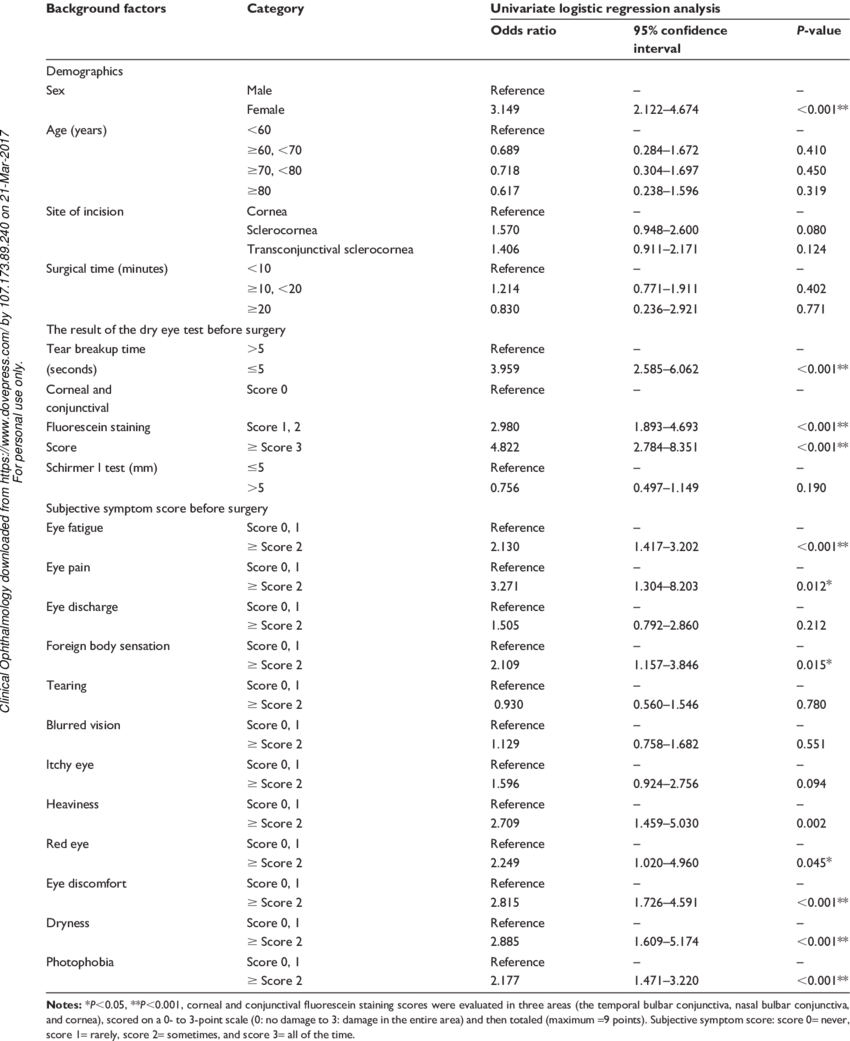 Background factors Category Univariate logistic regression analysis
Odds ratio 95% confidence P-value
interval
Demographics
Sex Male Reference – –
Female 3.149 2.122–4.674 <0.001**
Age (years) <60 Reference – –
≥60, <70 0.689 0.284–1.672 0.410
≥70, <80 0.718 0.304–1.697 0.450
≥80 0.617 0.238–1.596 0.319
Site of incision Cornea Reference – –
Sclerocornea 1.570 0.948–2.600 0.080
Transconjunctival sclerocornea 1.406 0.911–2.171 0.124
Surgical time (minutes) <10 Reference – –
≥10, <20 1.214 0.771–1.911 0.402
≥20 0.830 0.236–2.921 0.771
The result of the dry eye test before surgery
Tear breakup time >5 Reference – –
(seconds) ≤5 3.959 2.585–6.062 <0.001**
Corneal and Score 0 Reference – –
conjunctival
Fluorescein staining Score 1, 2 2.980 1.893–4.693 <0.001**
Score ≥ Score 3 4.822 2.784–8.351 <0.001**
Schirmer I test (mm) ≤5 Reference – –
>5 0.756 0.497–1.149 0.190
Subjective symptom score before surgery
Eye fatigue Score 0, 1 Reference – –
≥ Score 2 2.130 1.417–3.202 <0.001**
Eye pain Score 0, 1 Reference – –
≥ Score 2 3.271 1.304–8.203 0.012*
Eye discharge Score 0, 1 Reference – –
≥ Score 2 1.505 0.792–2.860 0.212
Foreign body sensation Score 0, 1 Reference – –
≥ Score 2 2.109 1.157–3.846 0.015*
Tearing Score 0, 1 Reference – –
≥ Score 2 0.930 0.560–1.546 0.780
Blurred vision Score 0, 1 Reference – –
≥ Score 2 1.129 0.758–1.682 0.551
Itchy eye Score 0, 1 Reference – –
≥ Score 2 1.596 0.924–2.756 0.094
Heaviness Score 0, 1 Reference – –
≥ Score 2 2.709 1.459–5.030 0.002
Red eye Score 0, 1 Reference – –
≥ Score 2 2.249 1.020–4.960 0.045*
Eye discomfort Score 0, 1 Reference – –
≥ Score 2 2.815 1.726–4.591 <0.001**
Dryness Score 0, 1 Reference – –
≥ Score 2 2.885 1.609–5.174 <0.001**
Photophobia Score 0, 1 Reference – –
≥ Score 2 2.177 1.471–3.220 <0.001**
Notes: *P<0.05, **P<0.001, corneal and conjunctival fluorescein staining scores were evaluated in three areas (the temporal bulbar conjunctiva, nasal bulbar conjunctiva,
and cornea), scored on a 0- to 3-point scale (0: no damage to 3: damage in the entire area) and then totaled (maximum =9 points). Subjective symptom score: score 0= never,
score 1= rarely, score 2= sometimes, and score 3= all of the time.
Clinical Ophthalmology downloaded from https://www.dovepress.com/ by 107.173.89.240 on 21-Mar-2017
For personal use only.